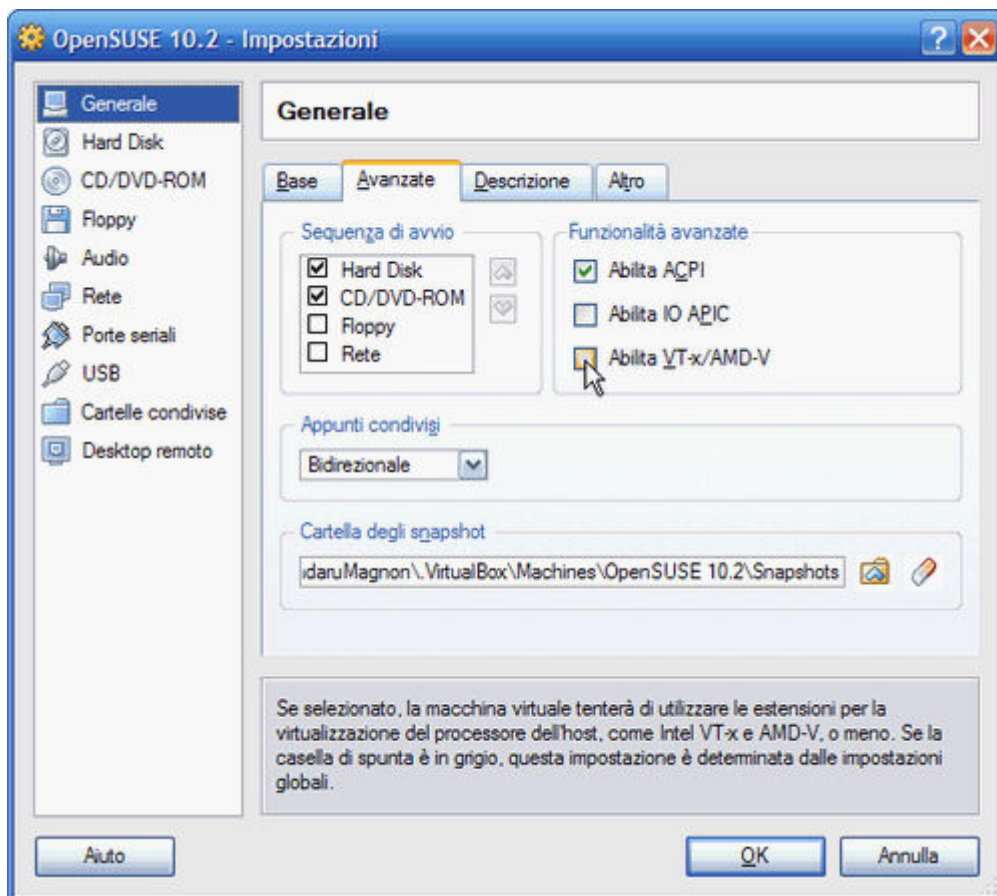 OpenSUSE 10.2 - Impostazioni
Generale
Hard Disk
CD/DVD-ROM
Floppy
Audio
Rete
Porte seriali
USB
Cartelle condivise
Desktop remoto
Generale
Base
Avanzate
Descrizione
Altro
Sequenza di avvio
Hard Disk
CD/DVD-ROM
Floppy
Rete
Funzionalità avanzate
Abilita ACPI
Abilita IO APIC
Abilita VT-x/AMD-V
Appunti condivisi
Bidirezionale
Cartella degli snapshot
ıdaruMagnon\.VirtualBox\Machines\OpenSUSE 10.2\Snapshots
Se selezionato, la macchina virtuale tenterà di utilizzare le estensioni per la
virtualizzazione del processore dell'host, come Intel VT-x e AMD-V, o meno. Se la
casella di spunta è in grigio, questa impostazione è determinata dalle impostazioni
globali.
Aiuto
OK
Annulla